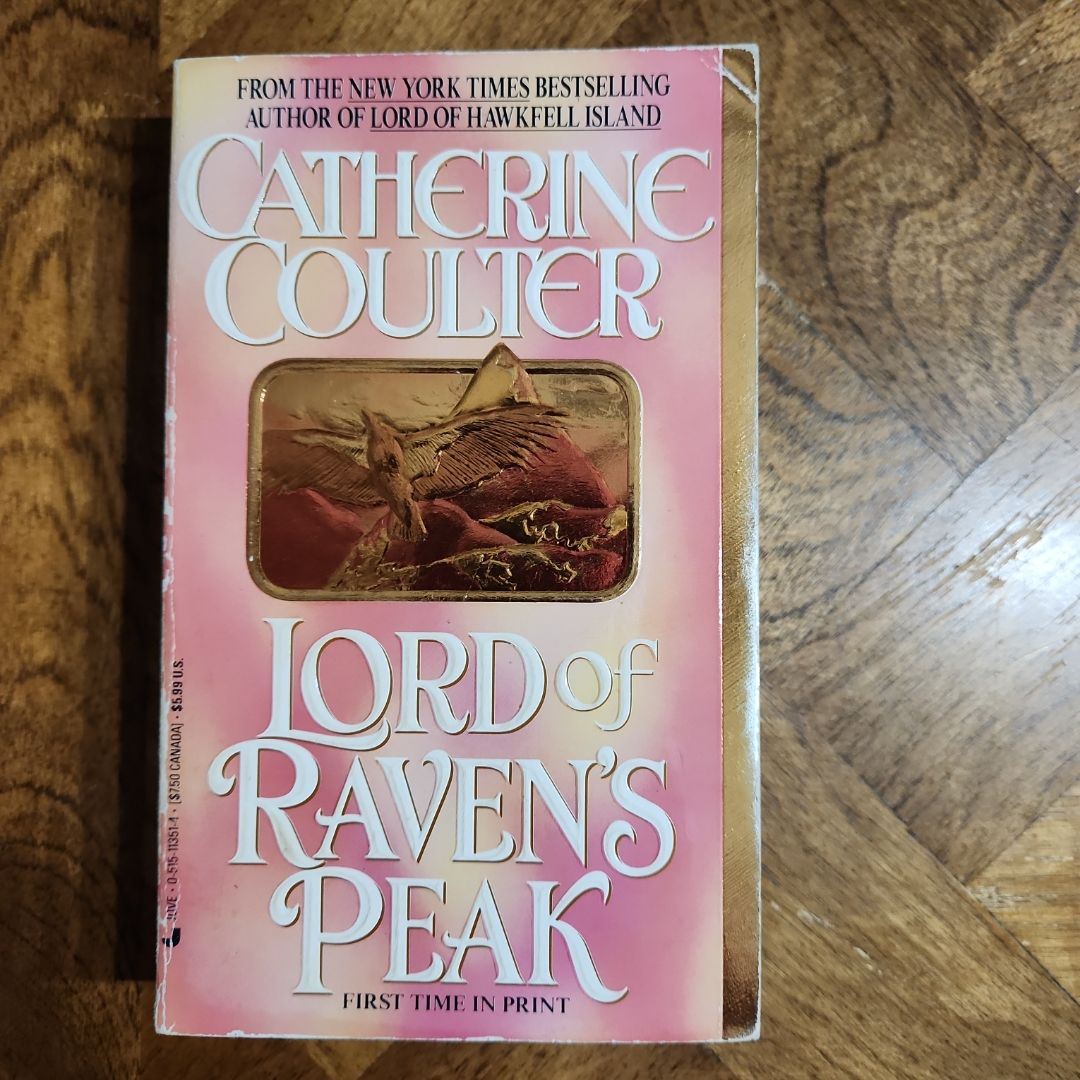 FROM THE NEW YORK TIMES BESTSELLING
AUTHOR OF LORD OF HAWKFELL ISLAND
CATHERINE
COULTER
LORD of
RAVEN'S
PEAK
FIRST TIME IN PRINT
JOVE • 0-515-11351-4 • [$7.50 CANADA] • $5.99 U.S.